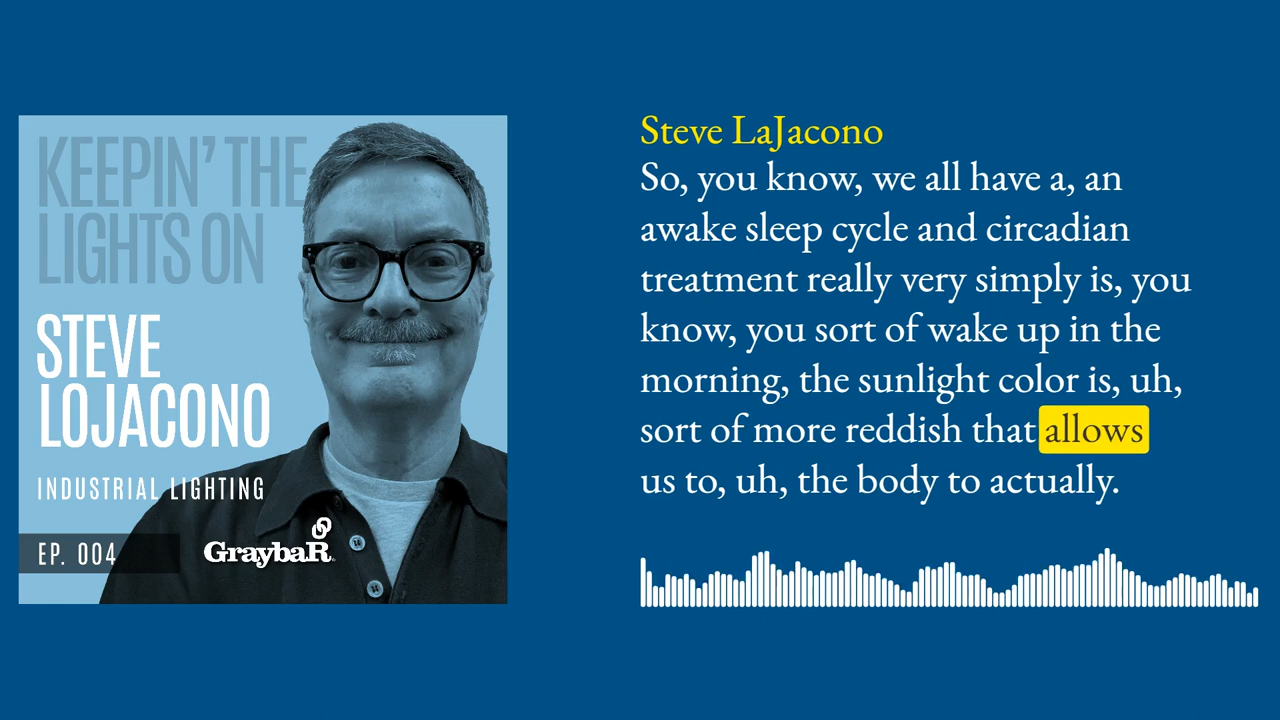 KEEPIN' THE
LIGHTS ON
STEVE
LOJACONO
INDUSTRIAL LIGHTING
EP. 004
GraybaR
Steve LaJacono
So, you know, we all have a, an
awake sleep cycle and circadian
treatment really very simply is, you
know, you sort of wake up in the
morning, the sunlight color is, uh,
sort of more reddish that allows
us to, uh, the body to actually.